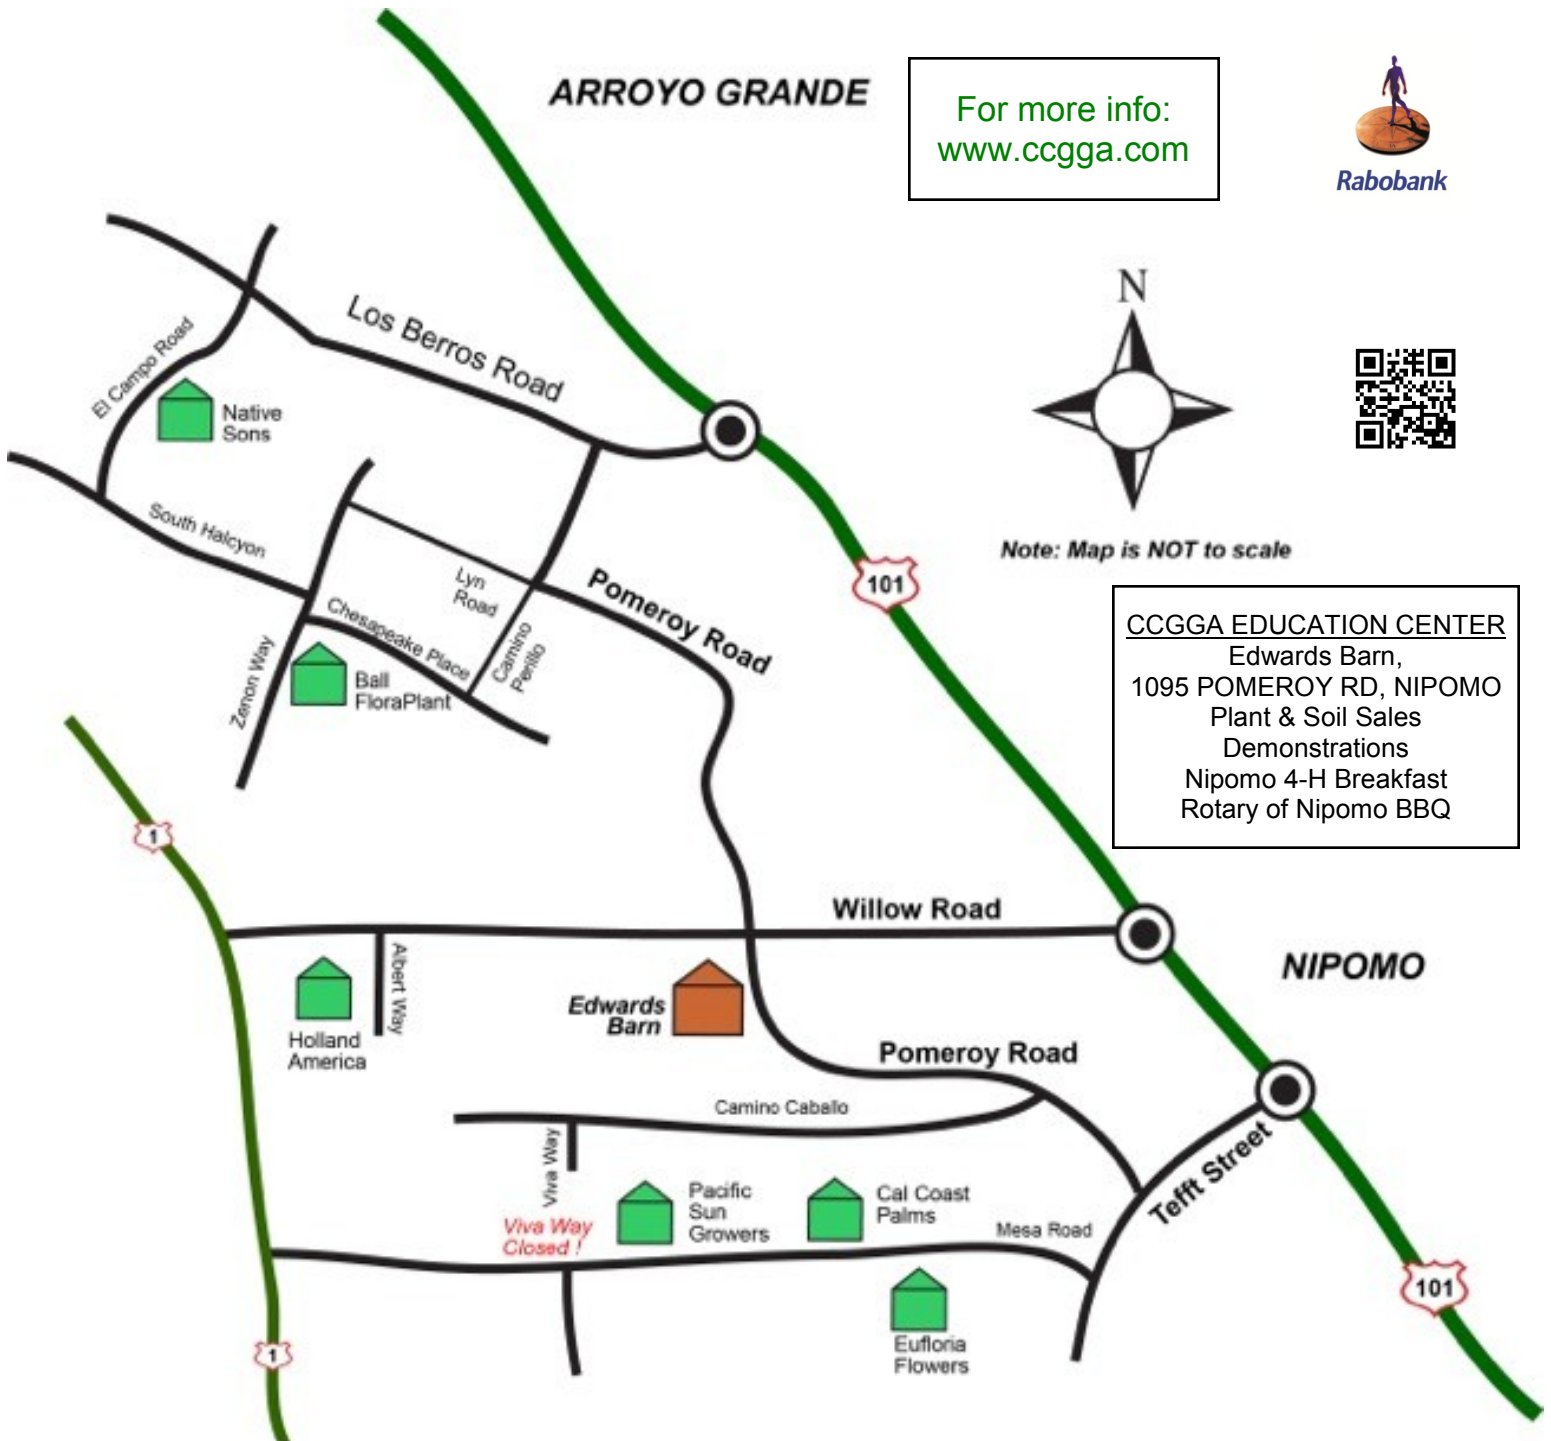 ARROYO GRANDE
For more info:
www.ccgga.com
Rabobank
N
Los Berros Road
El Campo Road
Native
Sons
South Halcyon
Note: Map is NOT to scale
101
Lyn
Road
Pomeroy Road
Chesapeake Place
Camino
Perillo
Zenon Way
Ball
FloraPlant
CCGGA EDUCATION CENTER
Edwards Barn,
1095 POMEROY RD, NIPOMO
Plant & Soil Sales
Demonstrations
Nipomo 4-H Breakfast
Rotary of Nipomo BBQ
1
Willow Road
Albert Way
NIPOMO
Edwards
Barn
Holland
America
Pomeroy Road
Camino Caballo
Viva Way
Tefft Street
Pacific
Sun
Growers
Cal Coast
Palms
Viva Way
Closed !
Mesa Road
101
Eufloria
Flowers
1